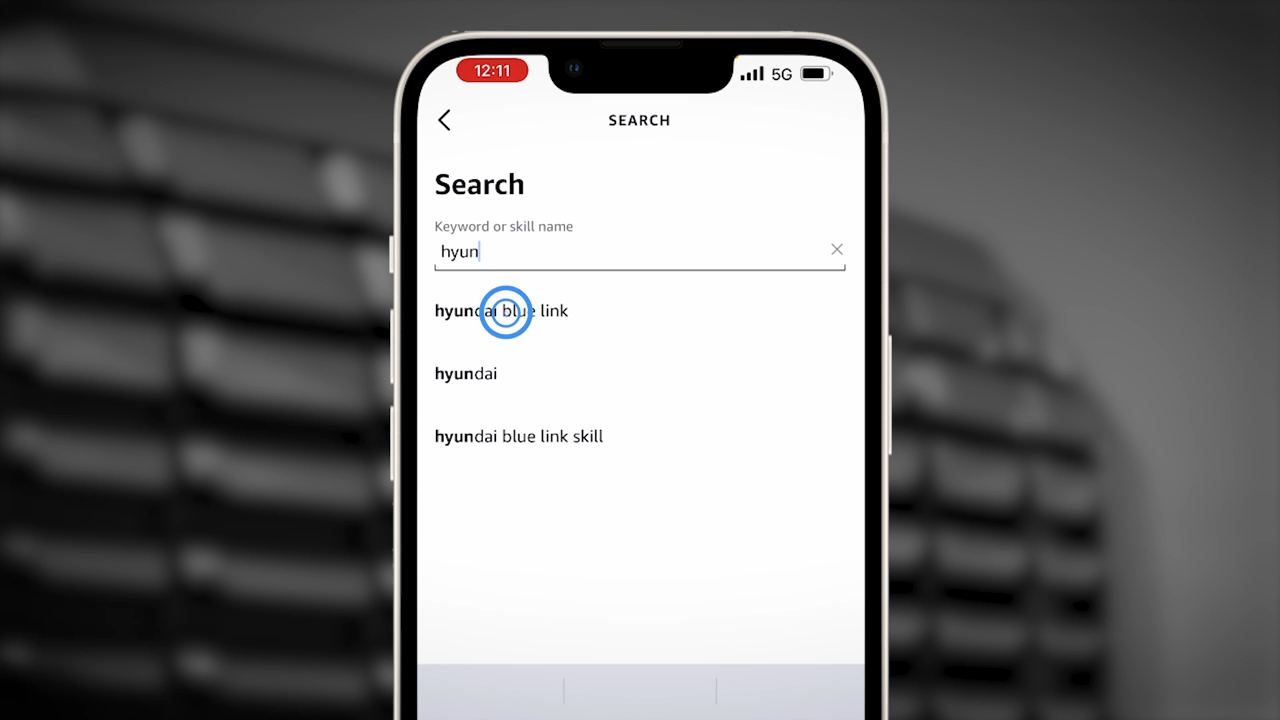 12:11
5G
SEARCH
Search
Keyword or skill name
hyun
hyundai blue link
hyundai
hyundai blue link skill